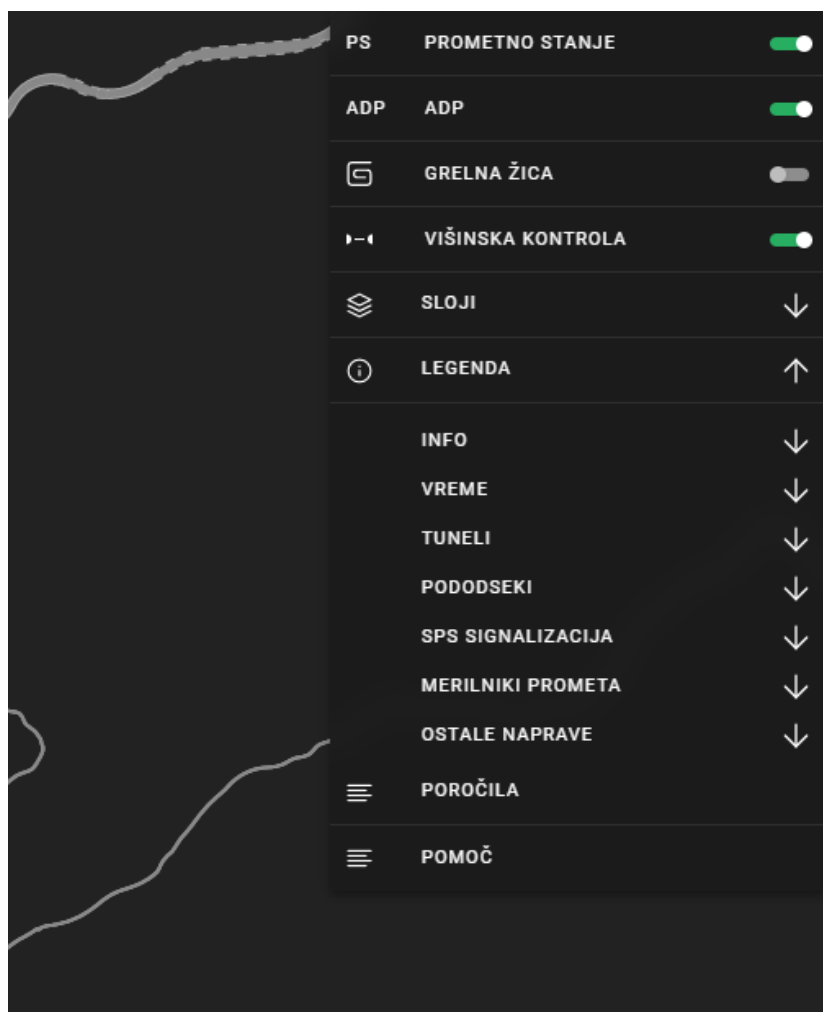 PS PROMETNO STANJE
ADP ADP
GRELNA ŽICA
VIŠINSKA KONTROLA
SLOJI
LEGENDA
INFO
VREME
TUNELI
PODODSEKI
SPS SIGNALIZACIJA
MERILNIKI PROMETA
OSTALE NAPRAVE
POROČILA
POMOČ